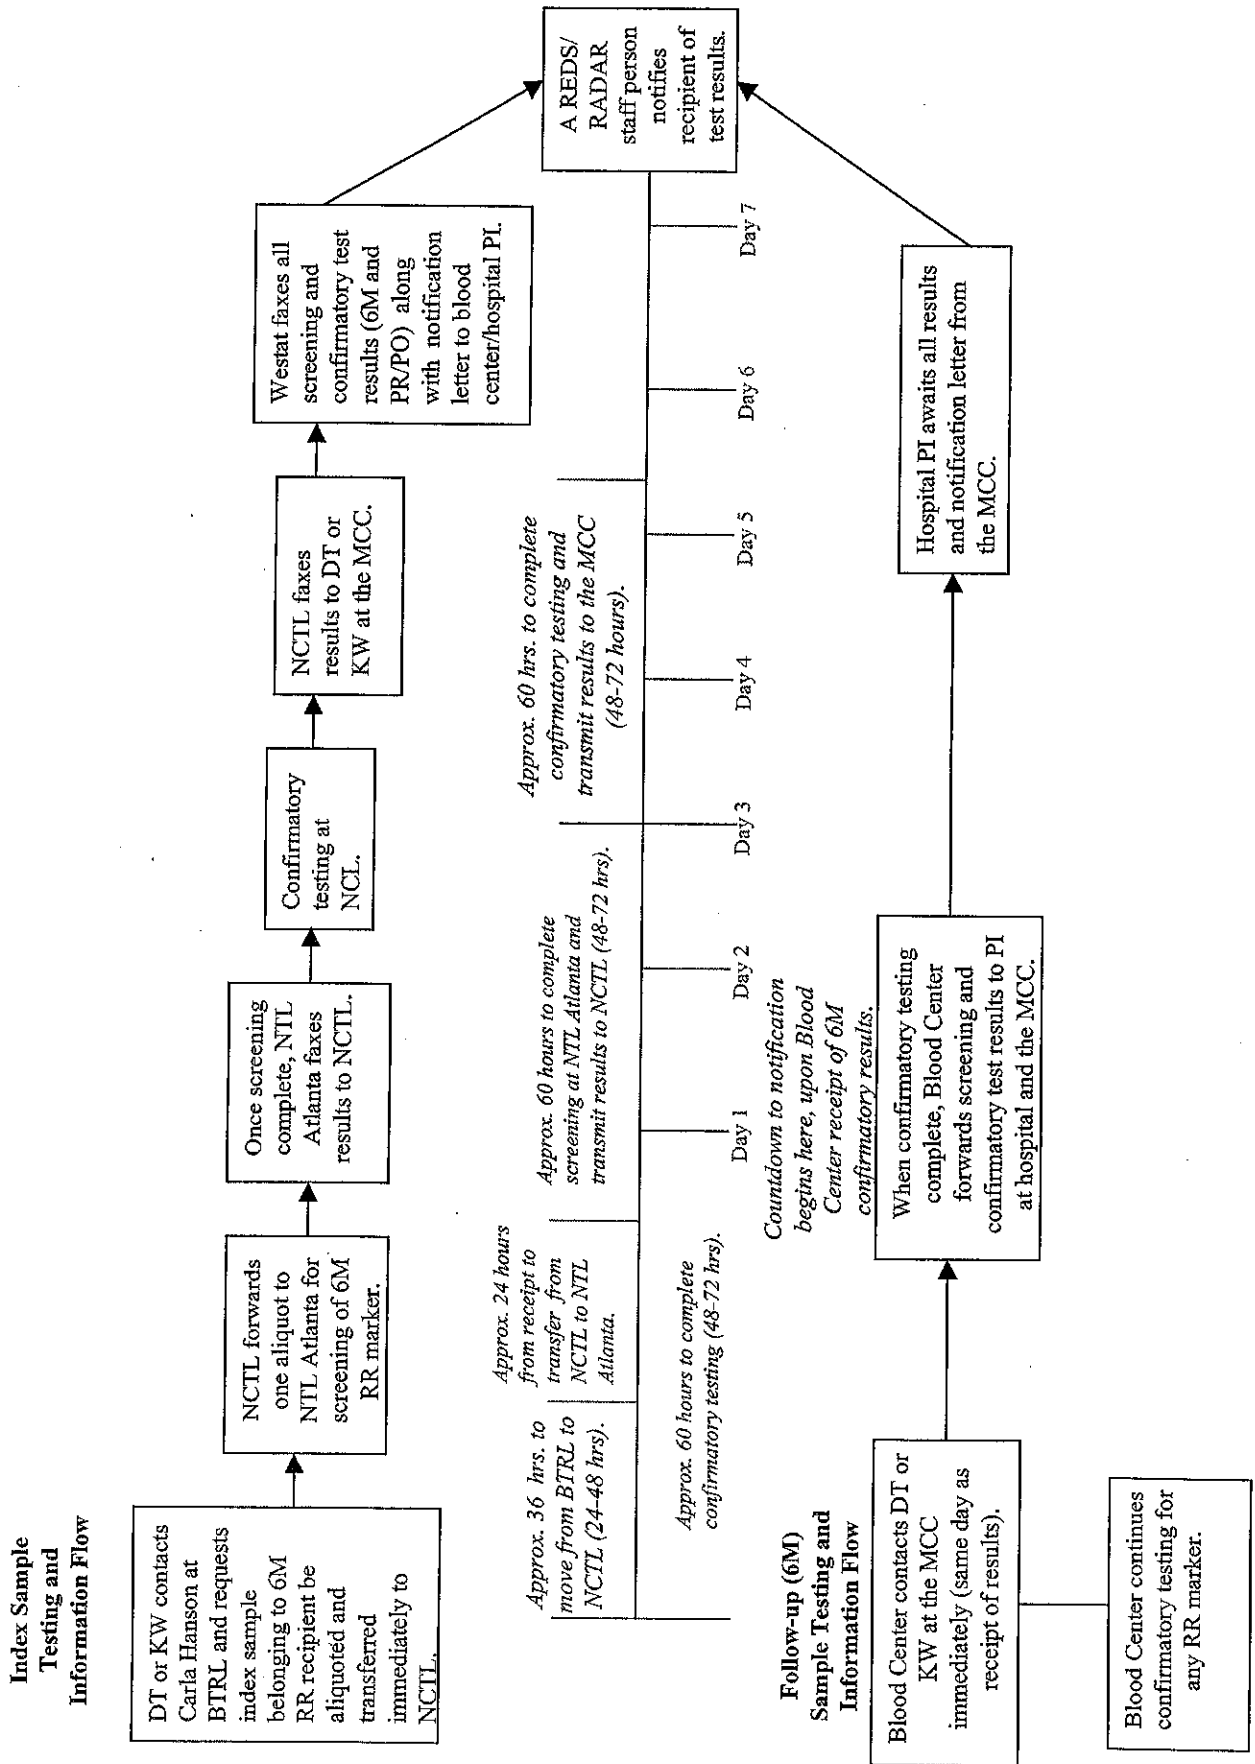 Index Sample
Testing and
Information Flow
DT or KW contacts
Carla Hanson at
BTRL and requests
index sample
belonging to 6M
RR recipient be
aliquoted and
transferred
immediately to
NCTL.
NCTL forwards
one aliquot to
NTL Atlanta for
screening of 6M
RR marker.
Once screening
complete, NTL
Atlanta faxes
results to NCTL.
Confirmatory
testing at
NCL.
NCTL faxes
results to DT or
KW at the MCC.
Westat faxes all
screening and
confirmatory test
results (6M and
PR/PO) along
with notification
letter to blood
center/hospital PI.
A REDS/
RADAR
staff person
notifies
recipient of
test results.
Approx. 36 hrs. to
move from BTRL to
NCTL (24-48 hrs).
Approx. 24 hours
from receipt to
transfer from
NCTL to NTL
Atlanta.
Approx. 60 hours to complete
screening at NTL Atlanta and
transmit results to NCTL (48-72 hrs).
Approx. 60 hrs. to complete
confirmatory testing and
transmit results to the MCC
(48-72 hours).
Approx. 60 hours to complete
confirmatory testing (48-72 hrs).
Day 1
Day 2
Day 3
Day 4
Day 5
Day 6
Day 7
Countdown to notification
begins here, upon Blood
Center receipt of 6M
confirmatory results.
Follow-up (6M)
Sample Testing and
Information Flow
Blood Center contacts DT or
KW at the MCC
immediately (same day as
receipt of results).
Blood Center continues
confirmatory testing for
any RR marker.
When confirmatory testing
complete, Blood Center
forwards screening and
confirmatory test results to PI
at hospital and the MCC.
Hospital PI awaits all results
and notification letter from
the MCC.